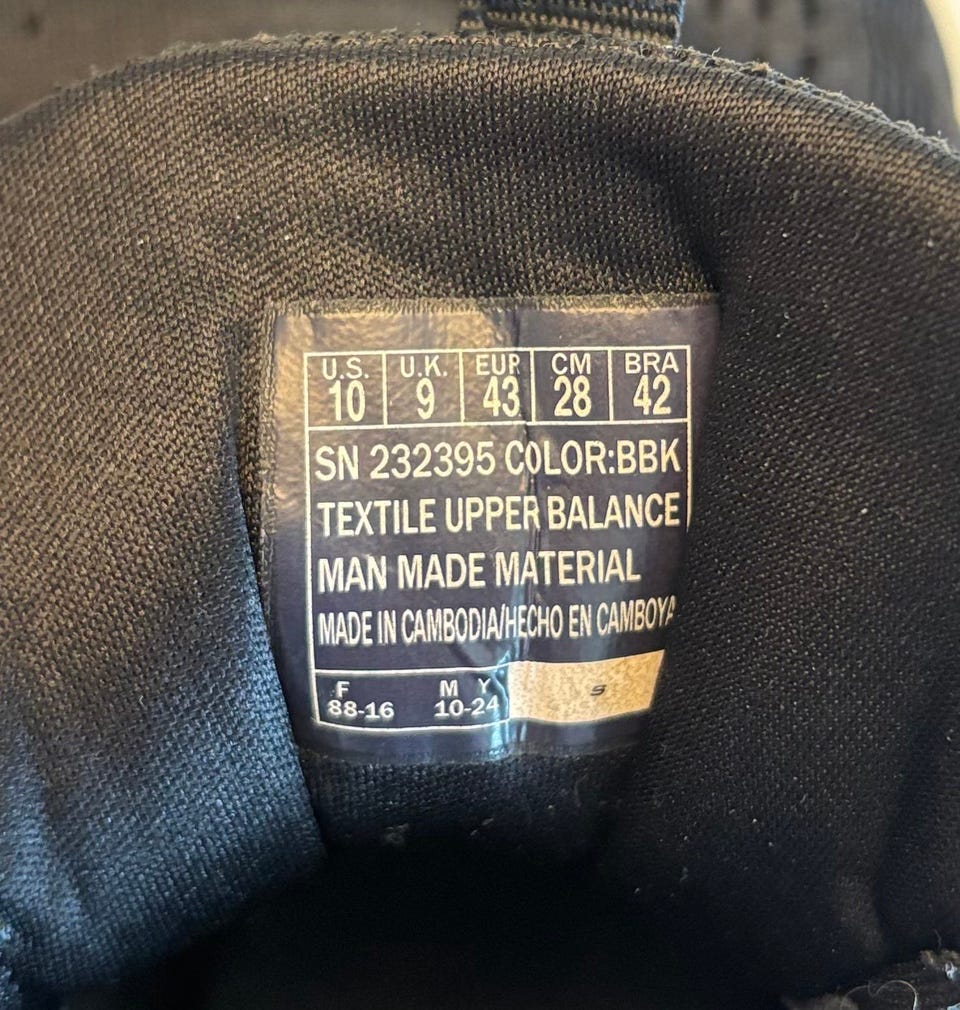 U.S. U.K. EUR CM BRA
10 9 43 28 42
SN 232395 COLOR:BBK
TEXTILE UPPER BALANCE
MAN MADE MATERIAL
MADE IN CAMBODIA/HECHO EN CAMBOYA
F M Y
88-16 10-24